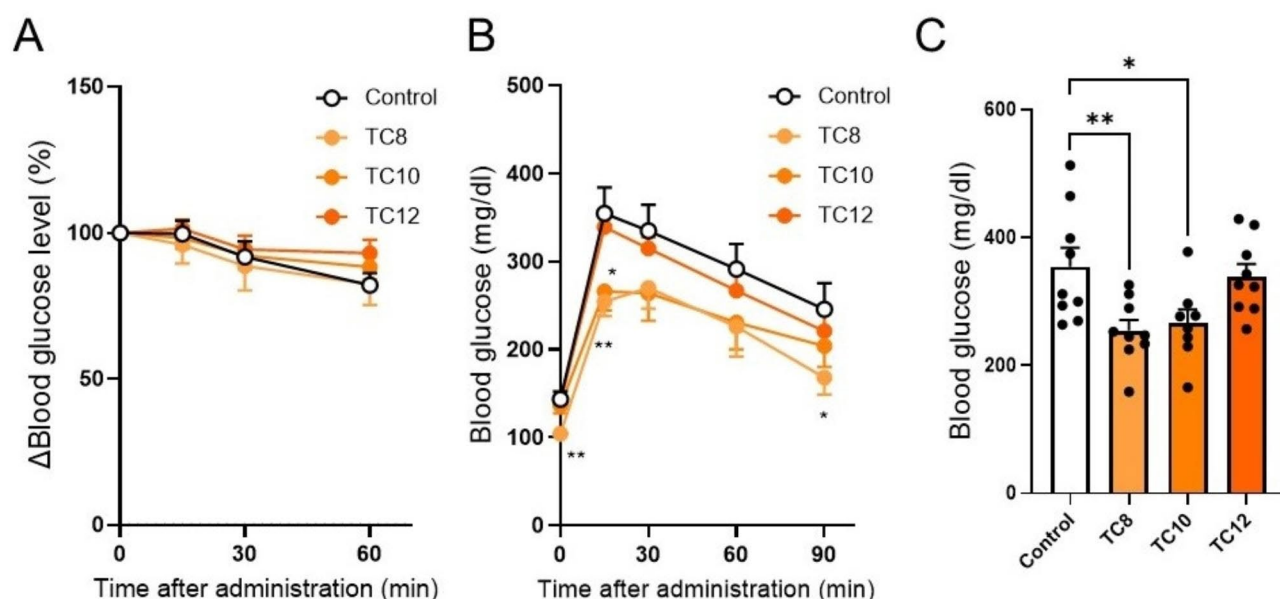 A
ΔBlood glucose level (%)
150
100
50
0
0 30 60
Time after administration (min)
Control
TC8
TC10
TC12
B
Blood glucose (mg/dl)
500
400
300
200
100
0
0 30 60 90
Time after administration (min)
Control
TC8
TC10
TC12
*
**
**
*
C
Blood glucose (mg/dl)
600
400
200
0
*
**
Control
TC8
TC10
TC12